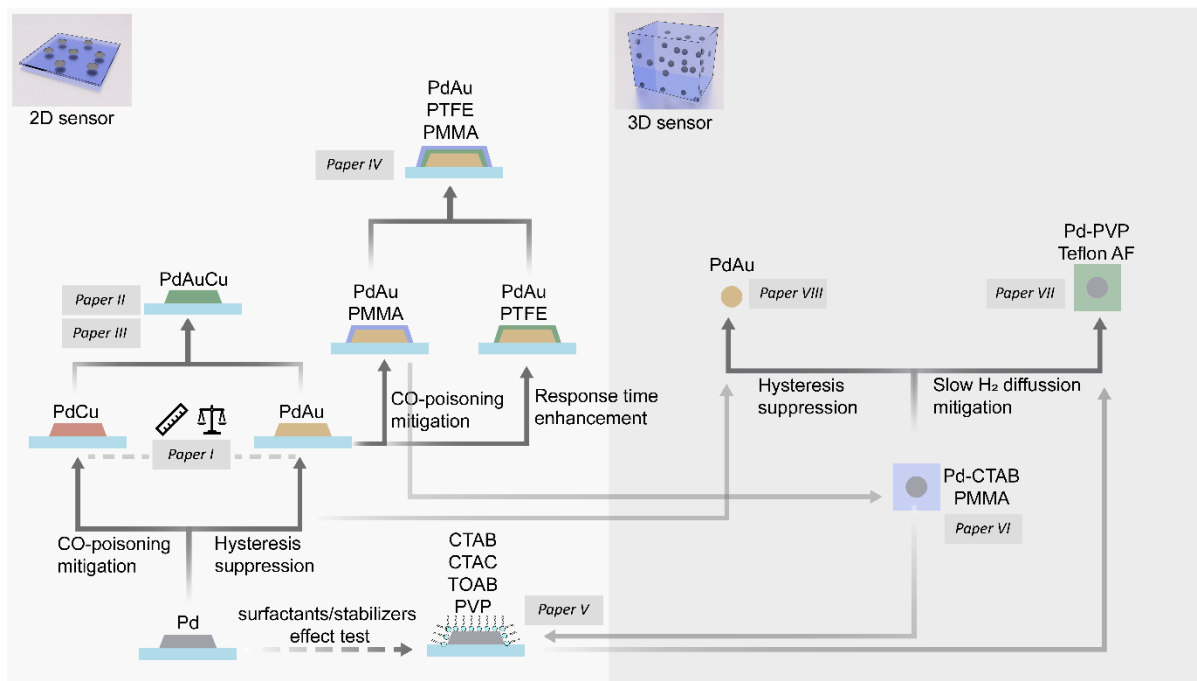 2D sensor
3D sensor
PdAu
PTFE
PMMA
Paper IV
PdAuCu
Paper II
Paper III
PdAu
PMMA
PdAu
PTFE
CO-poisoning
mitigation
Response time
enhancement
PdCu
PdAu
Paper I
CO-poisoning
mitigation
Hysteresis
suppression
Pd
surfactants/stabilizers
effect test
CTAB
CTAC
TOAB
PVP
Paper V
PdAu
Paper VIII
Pd-PVP
Teflon AF
Paper VII
Hysteresis
suppression
Slow H₂ diffussion
mitigation
Pd-CTAB
PMMA
Paper VI